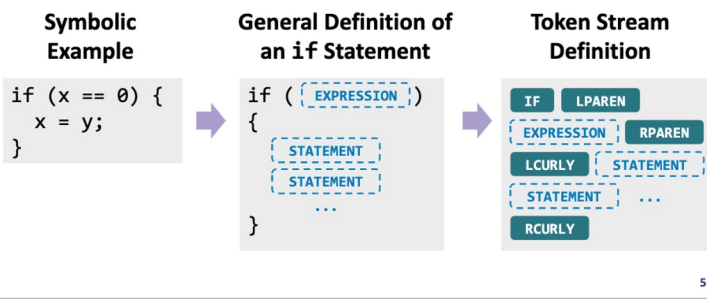 Symbolic
Example
if (x == 0) {
  x = y;
}
General Definition of
an if Statement
if ( EXPRESSION )
{
STATEMENT
STATEMENT
...
}
Token Stream
Definition
IF LPAREN
EXPRESSION RPAREN
LCURLY STATEMENT
STATEMENT ...
RCURLY
5